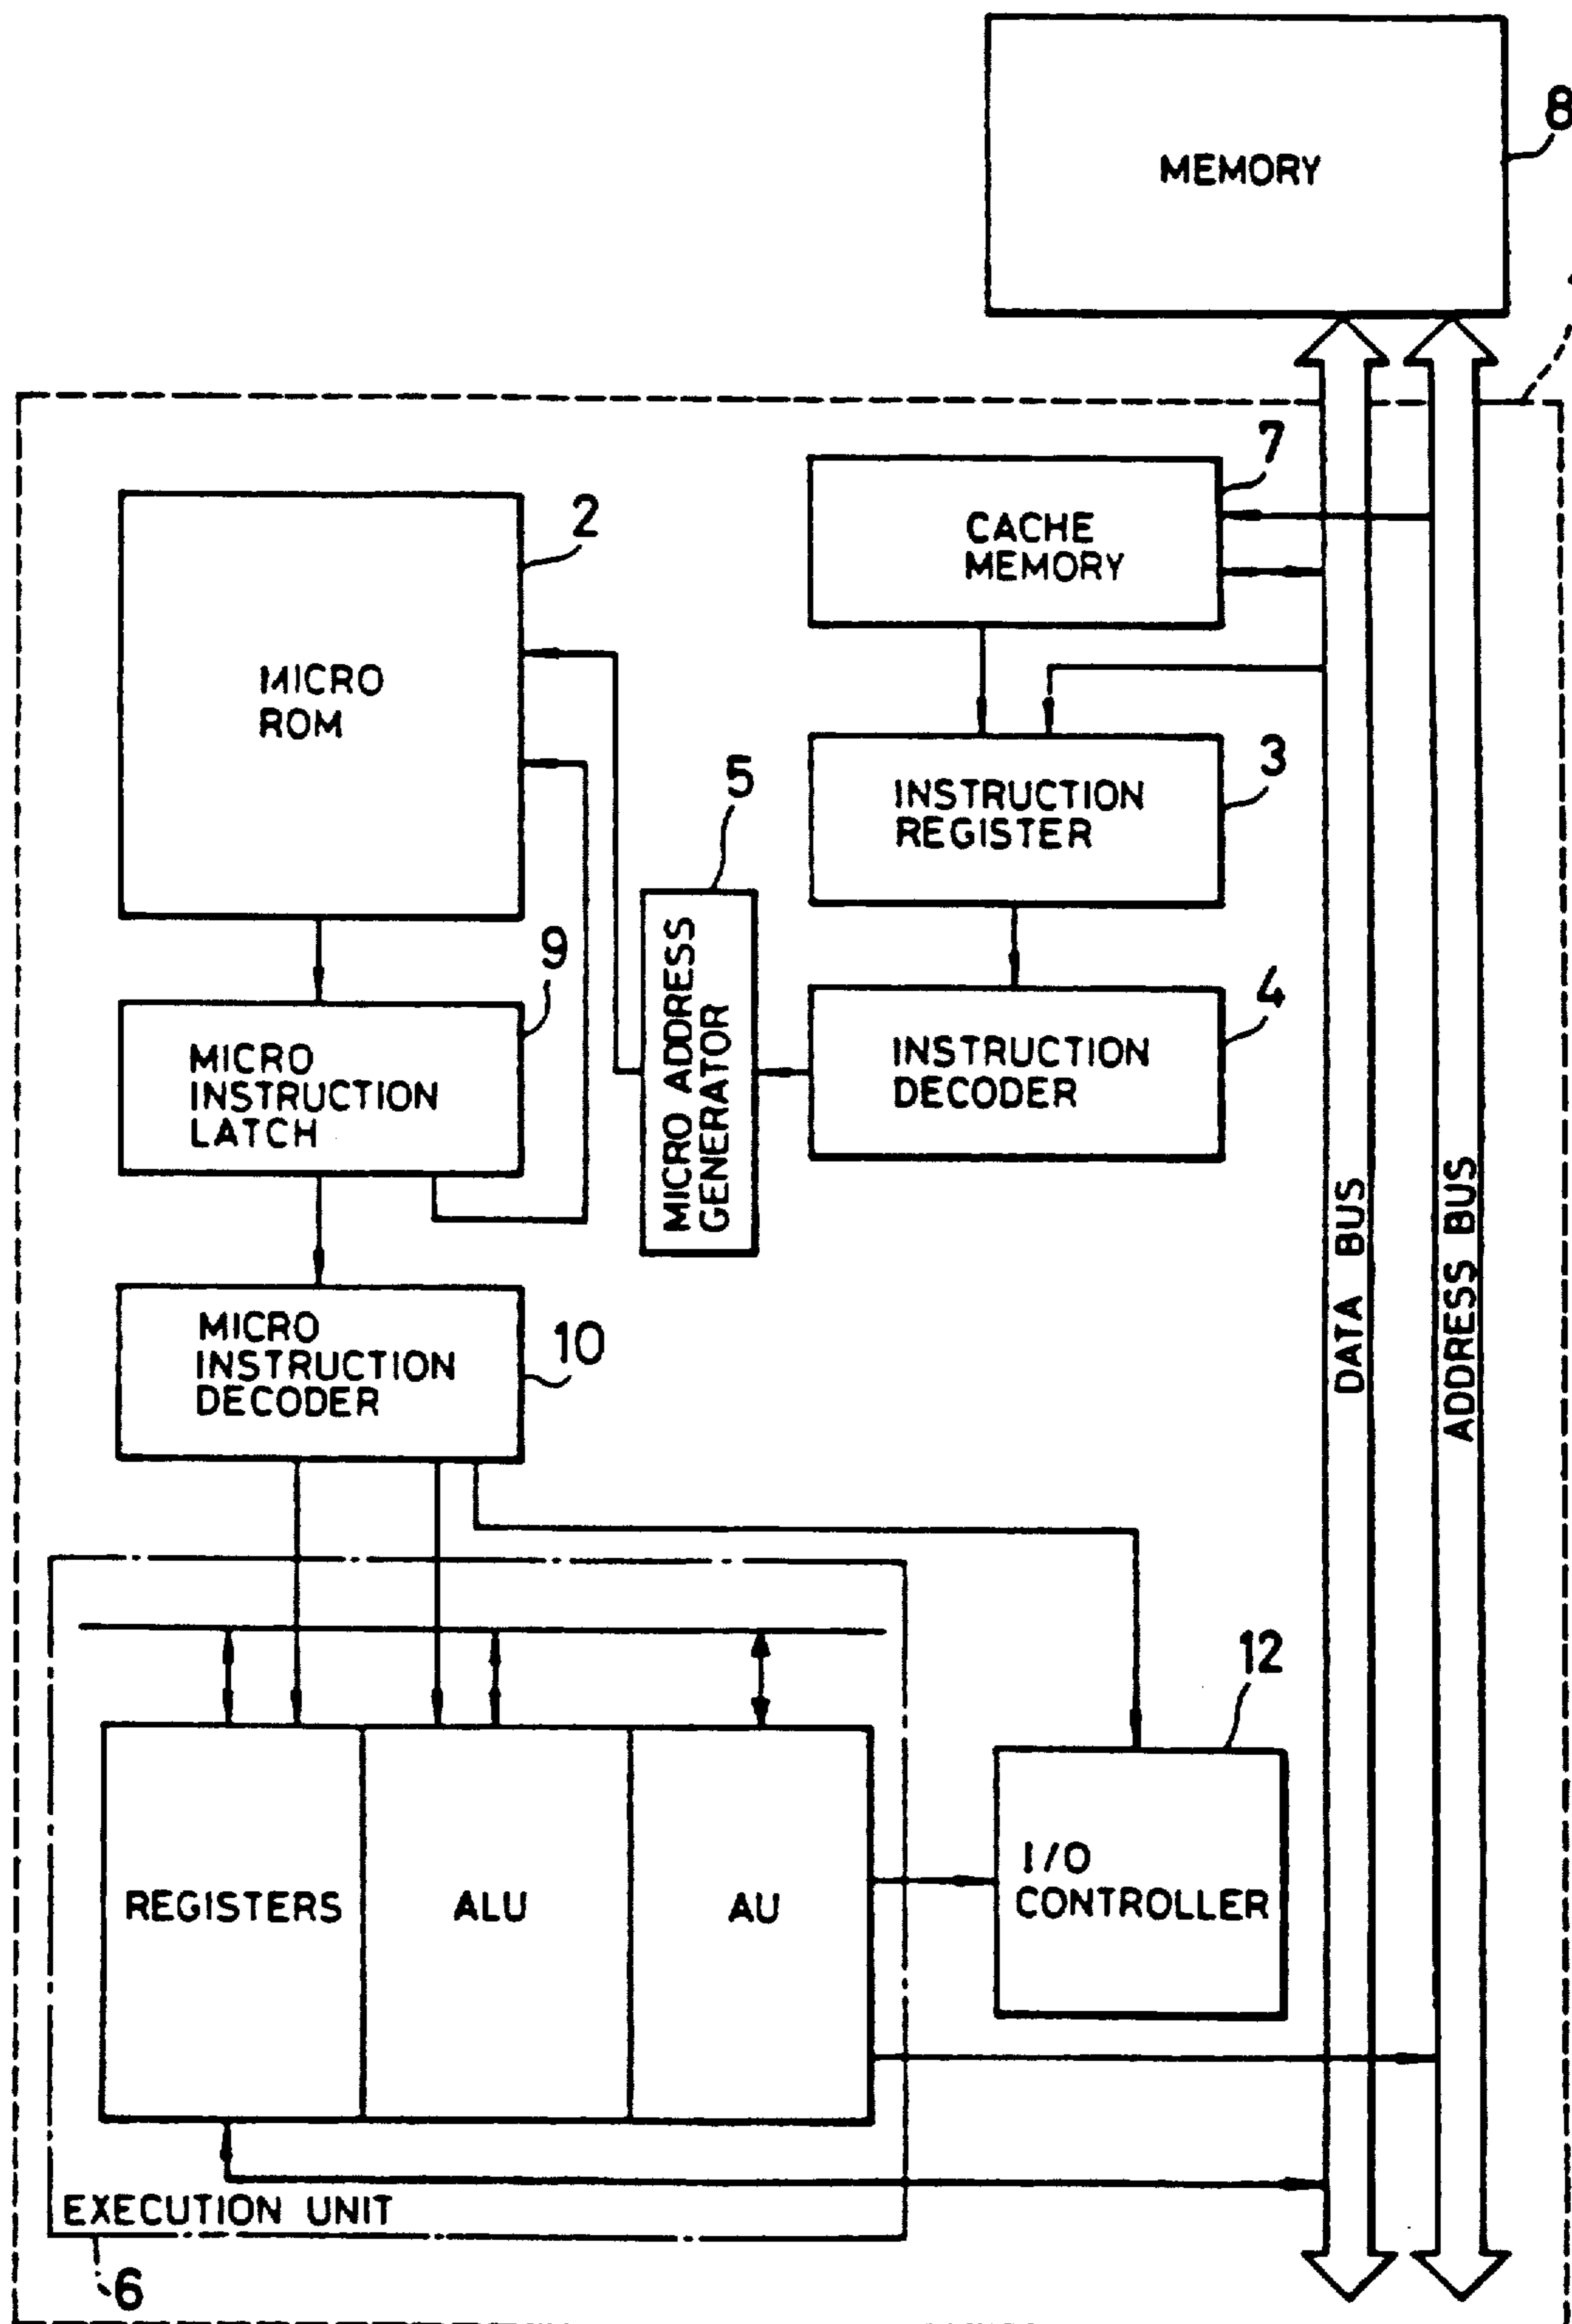 MEMORY
8
7
CACHE
MEMORY
2
MICRO
ROM
3
INSTRUCTION
REGISTER
5
MICRO ADDRESS
GENERATOR
9
MICRO
INSTRUCTION
LATCH
4
INSTRUCTION
DECODER
DATA BUS
ADDRESS BUS
MICRO
INSTRUCTION
DECODER
10
12
REGISTERS
ALU
AU
I/O
CONTROLLER
EXECUTION UNIT
6